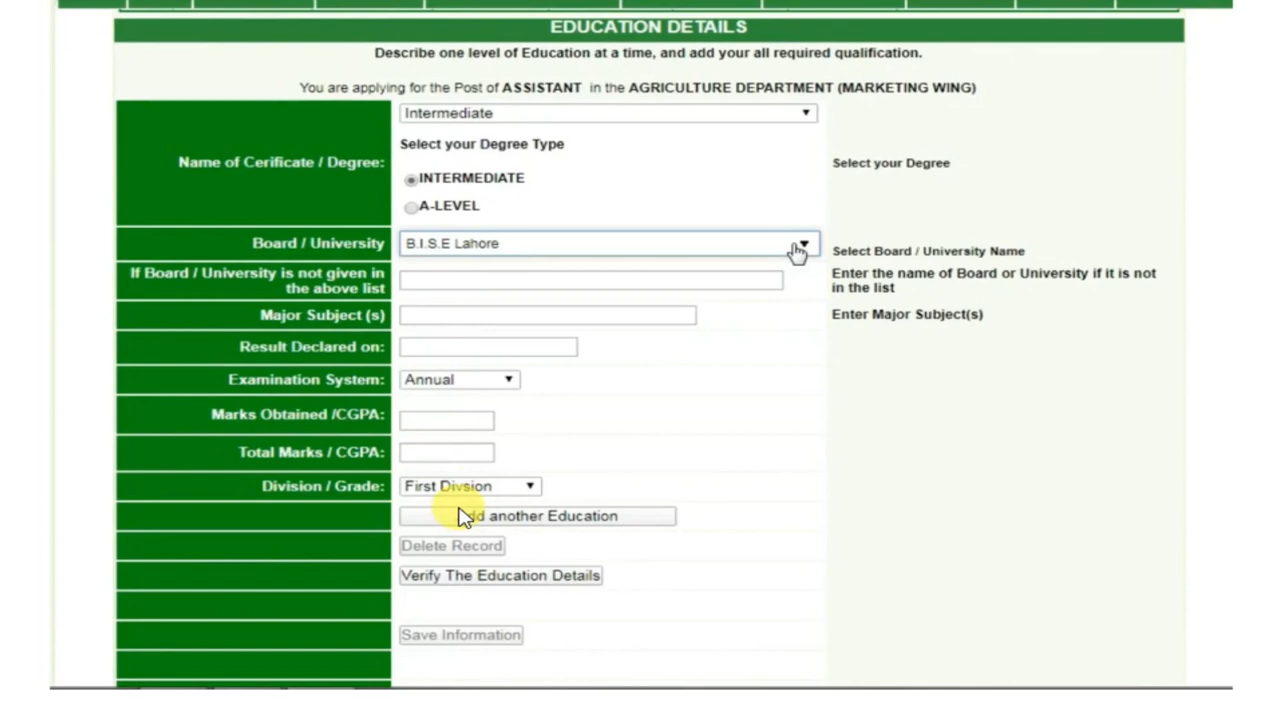 EDUCATION DETAILS
Describe one level of Education at a time, and add your all required qualification.
You are applying for the Post of ASSISTANT in the AGRICULTURE DEPARTMENT (MARKETING WING)
Intermediate
Select your Degree Type
Name of Cerificate / Degree:
Select your Degree
INTERMEDIATE
A-LEVEL
Board / University
B.I.S.E Lahore
Select Board / University Name
If Board / University is not given in
the above list
Enter the name of Board or University if it is not
in the list
Major Subject (s)
Enter Major Subject(s)
Result Declared on:
Examination System:
Annual
Marks Obtained /CGPA:
Total Marks / CGPA:
Division / Grade:
First Divsion
another Education
Delete Record
Verify The Education Details
Save Information